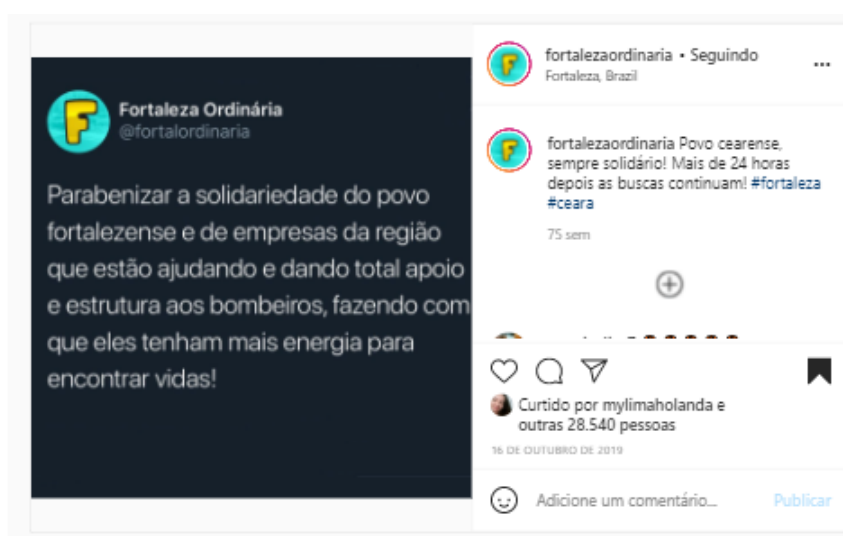 Fortaleza Ordinária
@fortalordinaria
Parabenizar a solidariedade do povo
fortalezense e de empresas da região
que estão ajudando e dando total apoio
e estrutura aos bombeiros, fazendo com
que eles tenham mais energia para
encontrar vidas!
fortalezaordinaria • Seguindo
Fortaleza, Brazil
fortalezaordinaria Povo cearense,
sempre solidário! Mais de 24 horas
depois as buscas continuam! #fortaleza
#ceara
75 sem
Curtido por mylimaholanda e
outras 28.540 pessoas
16 DE OUTUBRO DE 2019
Adicione um comentário...
Publicar